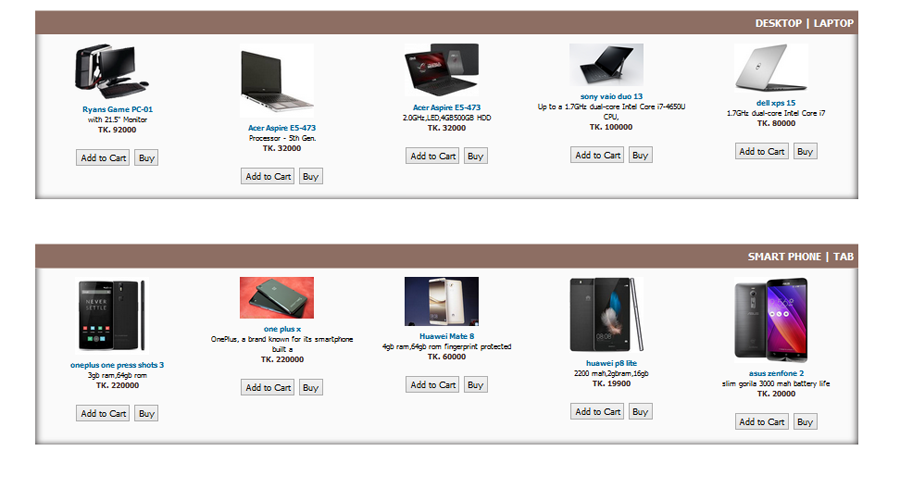 DESKTOP | LAPTOP
Ryans Game PC-01
with 21.5" Monitor
TK. 92000
Add to Cart Buy
Acer Aspire E5-473
Processor - 5th Gen.
TK. 32000
Add to Cart Buy
Acer Aspire E5-473
2.0GHz,LED,4GB500GB HDD
TK. 32000
Add to Cart Buy
sony vaio duo 13
Up to a 1.7GHz dual-core Intel Core i7-4650U
CPU,
TK. 100000
Add to Cart Buy
dell xps 15
1.7GHz dual-core Intel Core i7
TK. 80000
Add to Cart Buy
SMART PHONE | TAB
NEVER
SETTLE
oneplus one press shots 3
3gb ram,64gb rom
TK. 220000
Add to Cart Buy
one plus x
OnePlus, a brand known for its smartphone
built a
TK. 220000
Add to Cart Buy
Huawei Mate 8
4gb ram,64gb rom fingerprint protected
TK. 60000
Add to Cart Buy
huawei p8 lite
2200 mah,2gbram,16gb
TK. 19900
Add to Cart Buy
asus zenfone 2
slim gorila 3000 mah battery life
TK. 20000
Add to Cart Buy